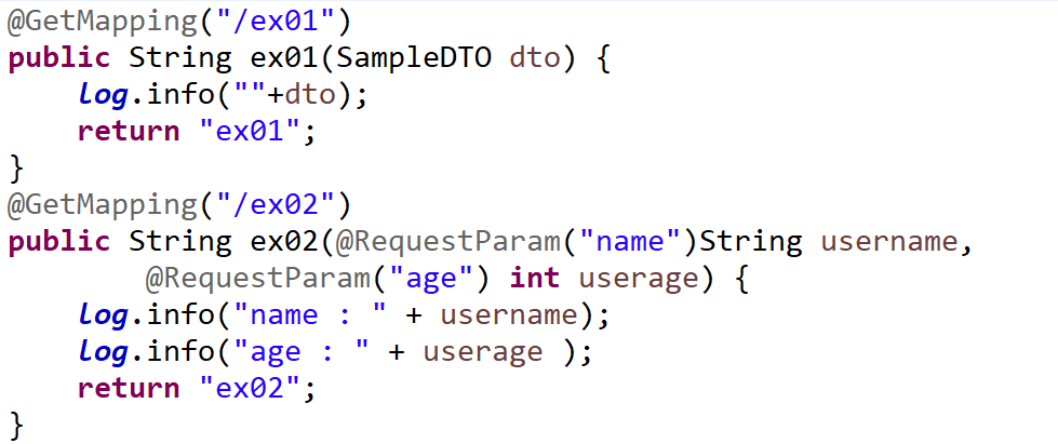 @GetMapping("/ex01")
public String ex01(SampleDTO dto) {
    log.info(""+dto);
    return "ex01";
}
@GetMapping("/ex02")
public String ex02(@RequestParam("name")String username,
        @RequestParam("age") int userage) {
    log.info("name : " + username);
    log.info("age : " + userage );
    return "ex02";
}